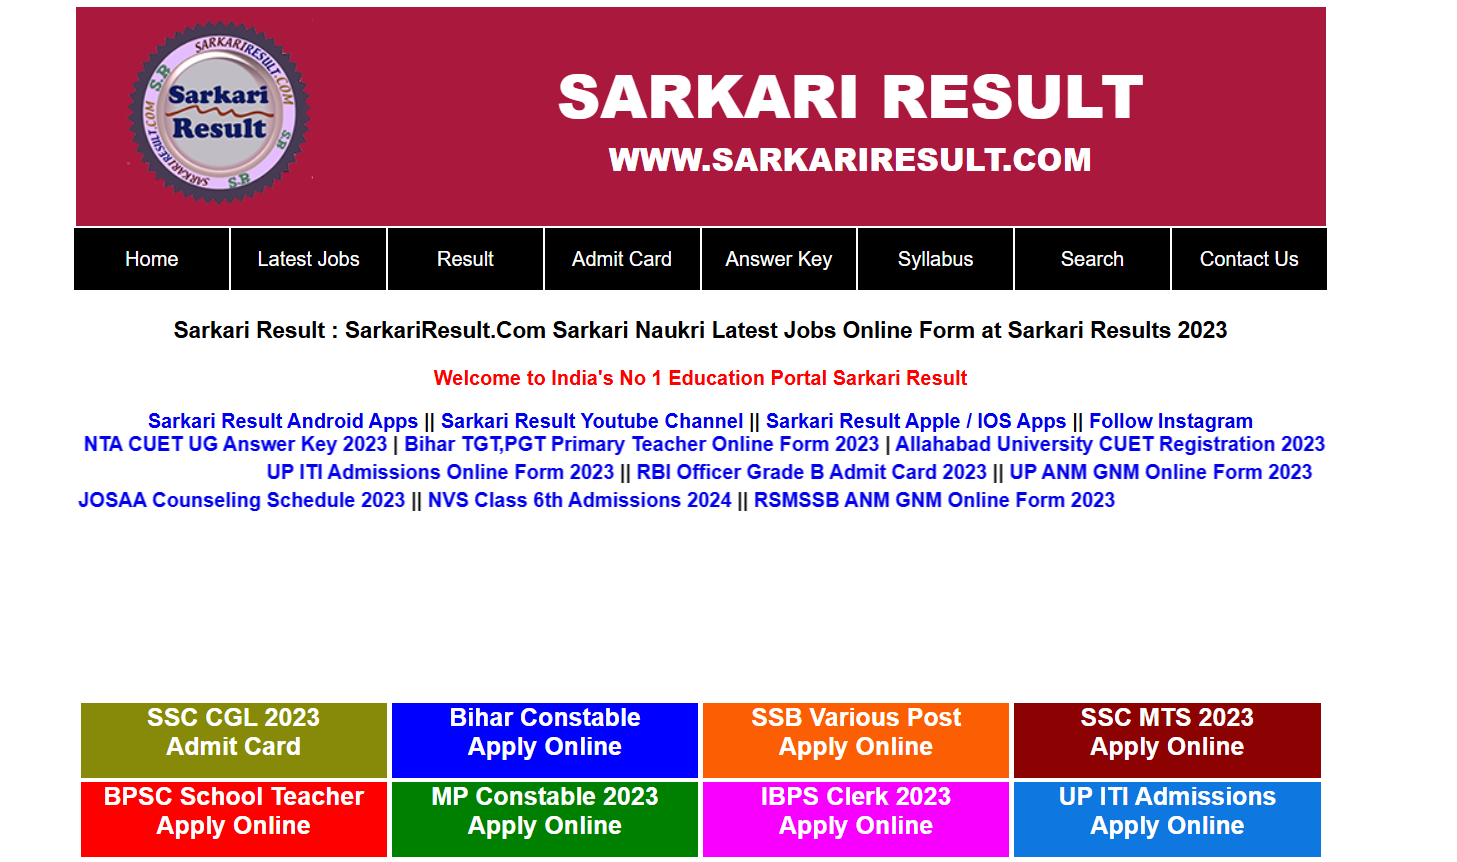 SARKARIRESULT.COM
S.R
Sarkari
Result
SARKARIRESULT.COM
S.R
S.R
SARKARI RESULT
WWW.SARKARIRESULT.COM
Home Latest Jobs Result Admit Card Answer Key Syllabus Search Contact Us
Sarkari Result : SarkariResult.Com Sarkari Naukri Latest Jobs Online Form at Sarkari Results 2023
Welcome to India's No 1 Education Portal Sarkari Result
Sarkari Result Android Apps || Sarkari Result Youtube Channel || Sarkari Result Apple / IOS Apps || Follow Instagram
NTA CUET UG Answer Key 2023 | Bihar TGT,PGT Primary Teacher Online Form 2023 | Allahabad University CUET Registration 2023
UP ITI Admissions Online Form 2023 || RBI Officer Grade B Admit Card 2023 || UP ANM GNM Online Form 2023
JOSAA Counseling Schedule 2023 || NVS Class 6th Admissions 2024 || RSMSSB ANM GNM Online Form 2023
SSC CGL 2023
Admit Card
Bihar Constable
Apply Online
SSB Various Post
Apply Online
SSC MTS 2023
Apply Online
BPSC School Teacher
Apply Online
MP Constable 2023
Apply Online
IBPS Clerk 2023
Apply Online
UP ITI Admissions
Apply Online